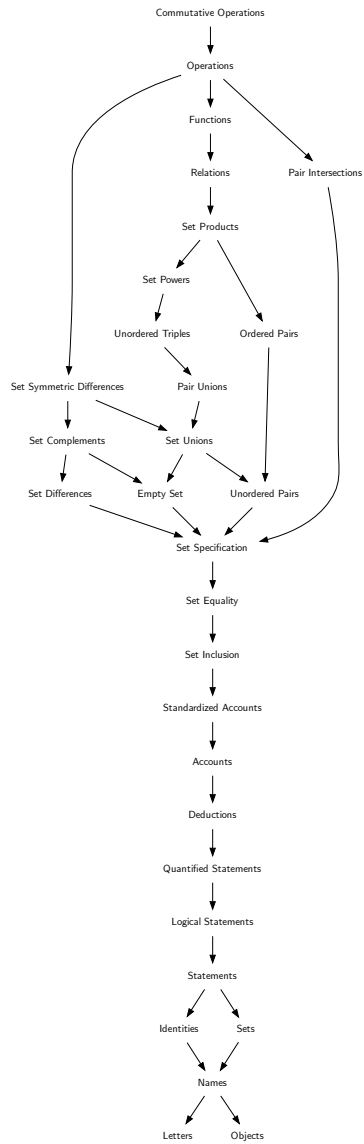 Commutative Operations
Operations
Functions
Relations
Pair Intersections
Set Products
Set Powers
Unordered Triples
Ordered Pairs
Set Symmetric Differences
Pair Unions
Set Complements
Set Unions
Set Differences
Empty Set
Unordered Pairs
Set Specification
Set Equality
Set Inclusion
Standardized Accounts
Accounts
Deductions
Quantified Statements
Logical Statements
Statements
Identities
Sets
Names
Letters
Objects